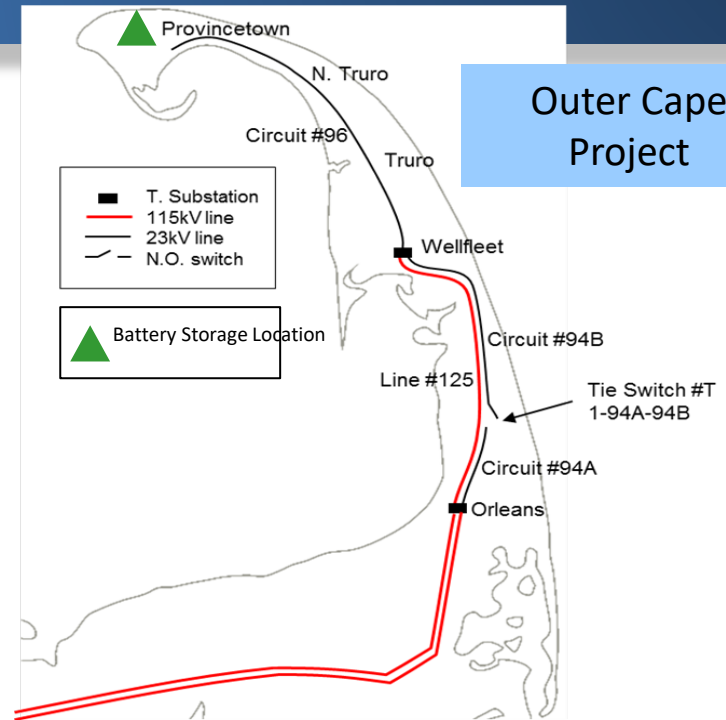 Provincetown
N. Truro
Outer Cape
Project
Circuit #96
Truro
T. Substation
115kV line
23kV line
N.O. switch
Wellfleet
Battery Storage Location
Circuit #94B
Line #125
Tie Switch #T
1-94A-94B
Circuit #94A
Orleans